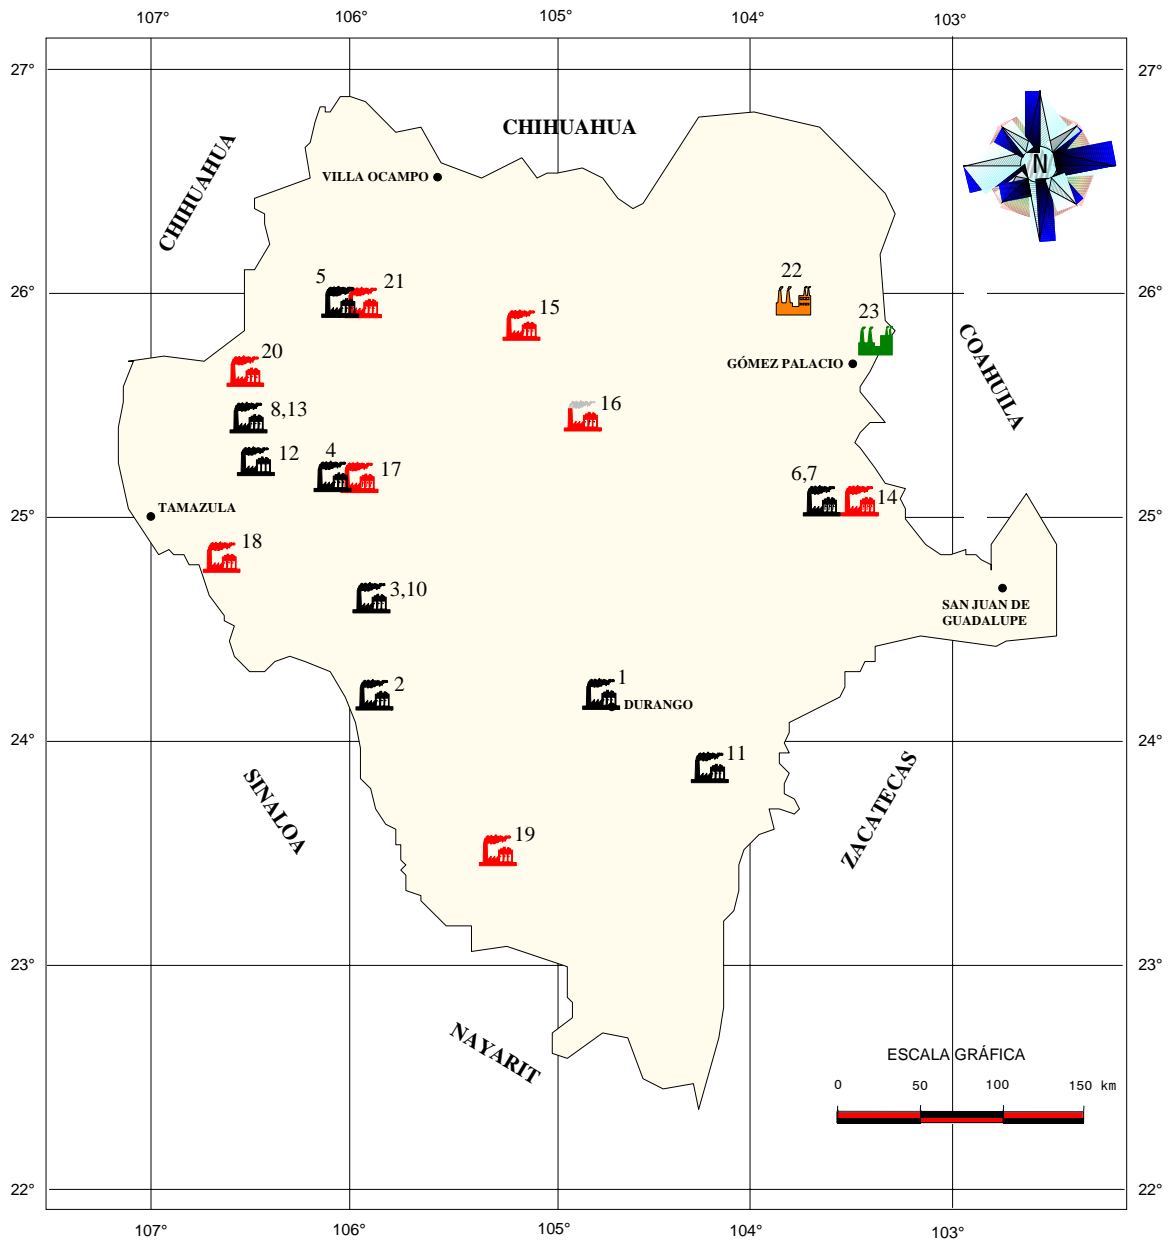 107°
106°
105°
104°
103°
27°
27°
CHIHUAHUA
CHIHUAHUA
N
VILLA OCAMPO
5
21
22
26°
26°
15
23
COAHUILA
20
GÓMEZ PALACIO
8,13
16
12
4
17
6,7
14
TAMAZULA
25°
25°
18
3,10
SAN JUAN DE
GUADALUPE
2
1
DURANGO
24°
24°
11
SINALOA
ZACATECAS
19
23°
23°
NAYARIT
ESCALA GRÁFICA
0 50 100 150 km
22°
22°
107°
106°
105°
104°
103°